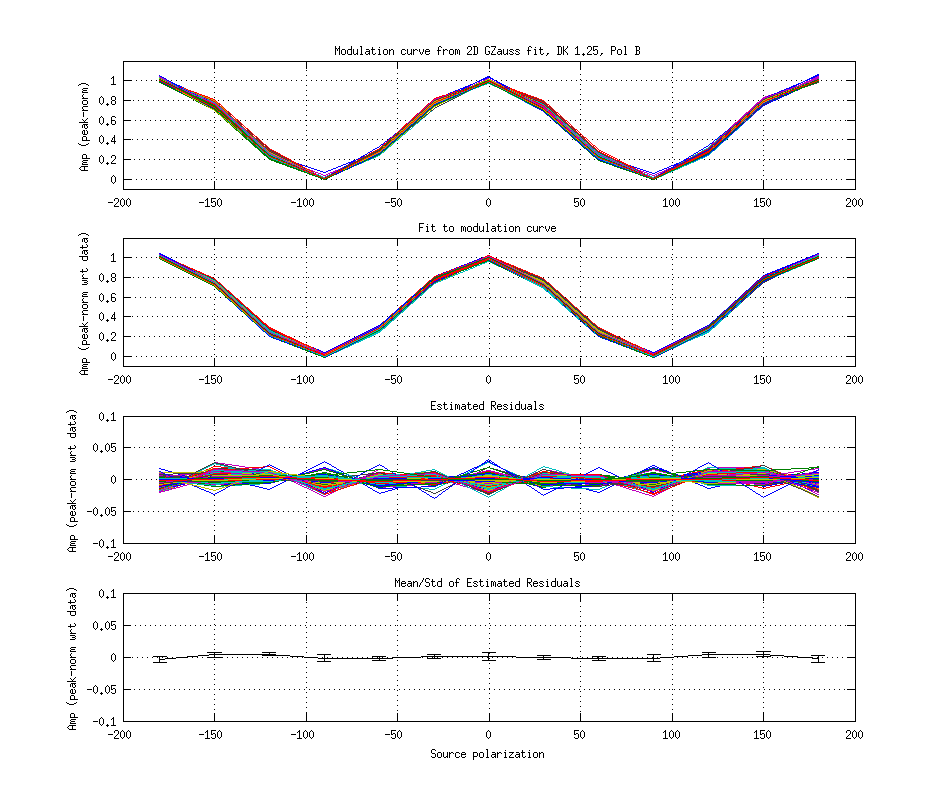 Modulation curve from 2D GZauss fit, DK 1.25, Pol B
Amp (peak-norm)
1
0.8
0.6
0.4
0.2
0
-200 -150 -100 -50 0 50 100 150 200
Fit to modulation curve
Amp (peak-norm wrt data)
1
0.8
0.6
0.4
0.2
0
-200 -150 -100 -50 0 50 100 150 200
Estimated Residuals
Amp (peak-norm wrt data)
0.1
0.05
0
-0.05
-0.1
-200 -150 -100 -50 0 50 100 150 200
Mean/Std of Estimated Residuals
Amp (peak-norm wrt data)
0.1
0.05
0
-0.05
-0.1
-200 -150 -100 -50 0 50 100 150 200
Source polarization